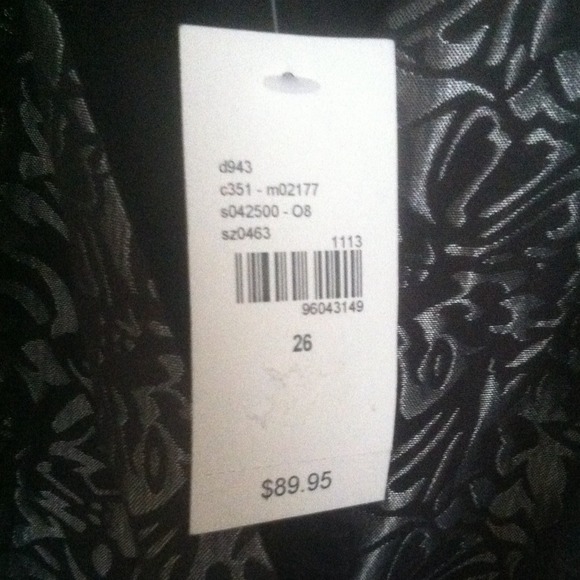 d943
c351 - m02177
s042500 - O8
sz0463
1113
96043149
26
$89.95